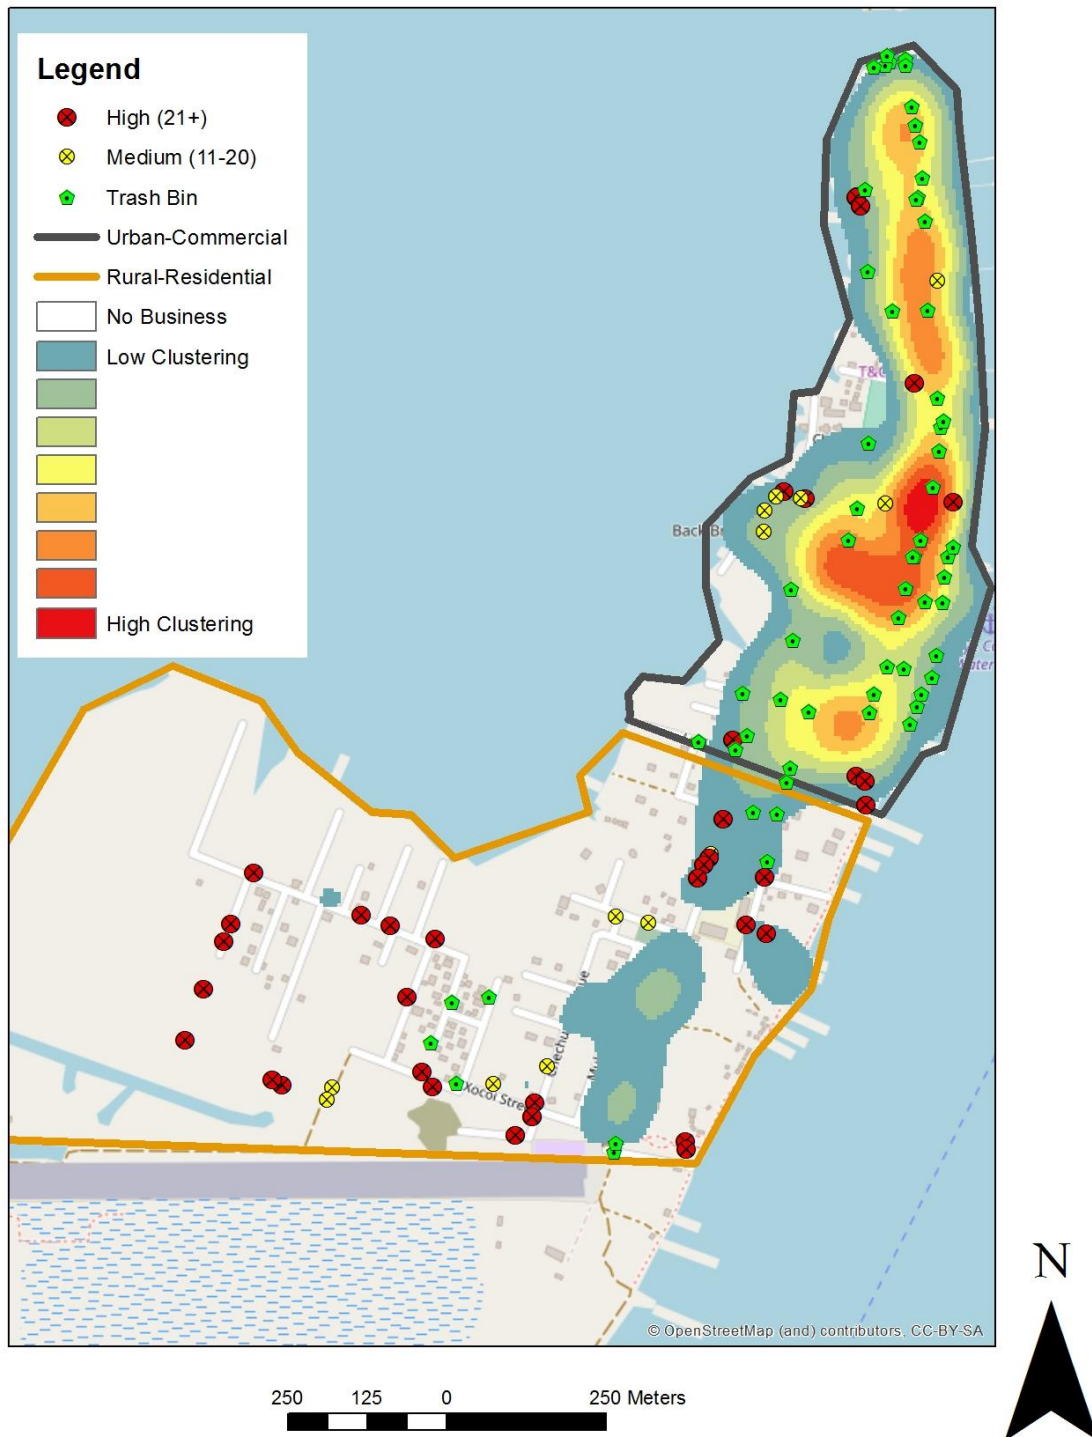 Legend
High (21+)
Medium (11-20)
Trash Bin
Urban-Commercial
Rural-Residential
No Business
Low Clustering
High Clustering
T&C
Back B
Xocol Stre
© OpenStreetMap (and) contributors, CC-BY-SA
N
250 125 0 250 Meters